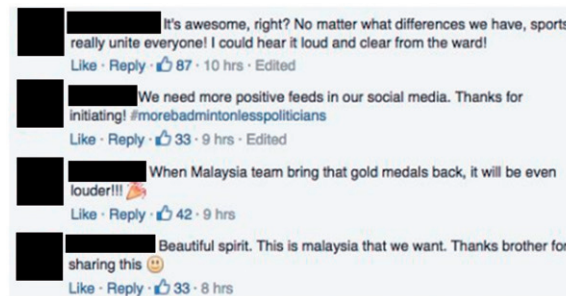 It's awesome, right? No matter what differences we have, sports
really unite everyone! I could hear it loud and clear from the ward!
Like · Reply · 87 · 10 hrs · Edited
We need more positive feeds in our social media. Thanks for
initiating! #morebadmintonlesspoliticians
Like · Reply · 33 · 9 hrs · Edited
When Malaysia team bring that gold medals back, it will be even
louder!!! 🎉
Like · Reply · 42 · 9 hrs
Beautiful spirit. This is malaysia that we want. Thanks brother for
sharing this 🙂
Like · Reply · 33 · 8 hrs